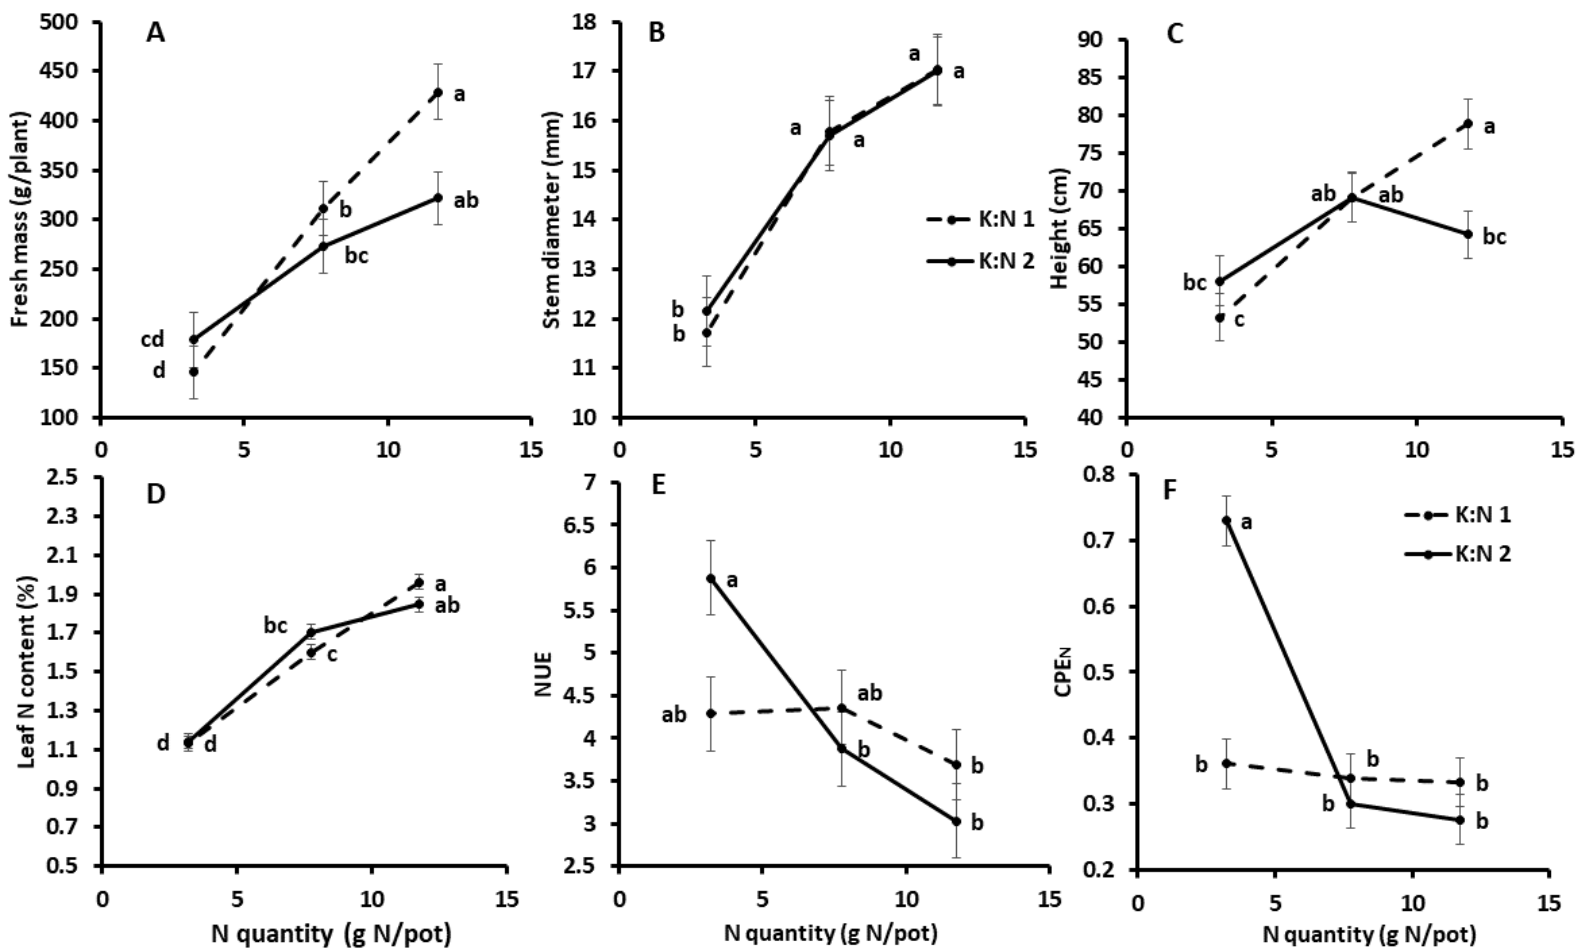 A
Fresh mass (g/plant)
500
450
400
350
300
250
200
150
100
0 5 10 15
a
b
ab
bc
cd
d
B
Stem diameter (mm)
18
17
16
15
14
13
12
11
10
0 5 10 15
a
a
a
a
b
b
K:N 1
K:N 2
C
Height (cm)
90
85
80
75
70
65
60
55
50
45
40
0 5 10 15
a
ab ab
bc
bc
c
D
Leaf N content (%)
2.5
2.3
2.1
1.9
1.7
1.5
1.3
1.1
0.9
0.7
0.5
0 5 10 15
a
ab
bc
c
d d
N quantity (g N/pot)
E
NUE
7
6.5
6
5.5
5
4.5
4
3.5
3
2.5
0 5 10 15
a
ab
ab
b
b
b
N quantity (g N/pot)
F
CPEN
0.8
0.7
0.6
0.5
0.4
0.3
0.2
0 5 10 15
a
b
b
b
b
b
K:N 1
K:N 2
N quantity (g N/pot)